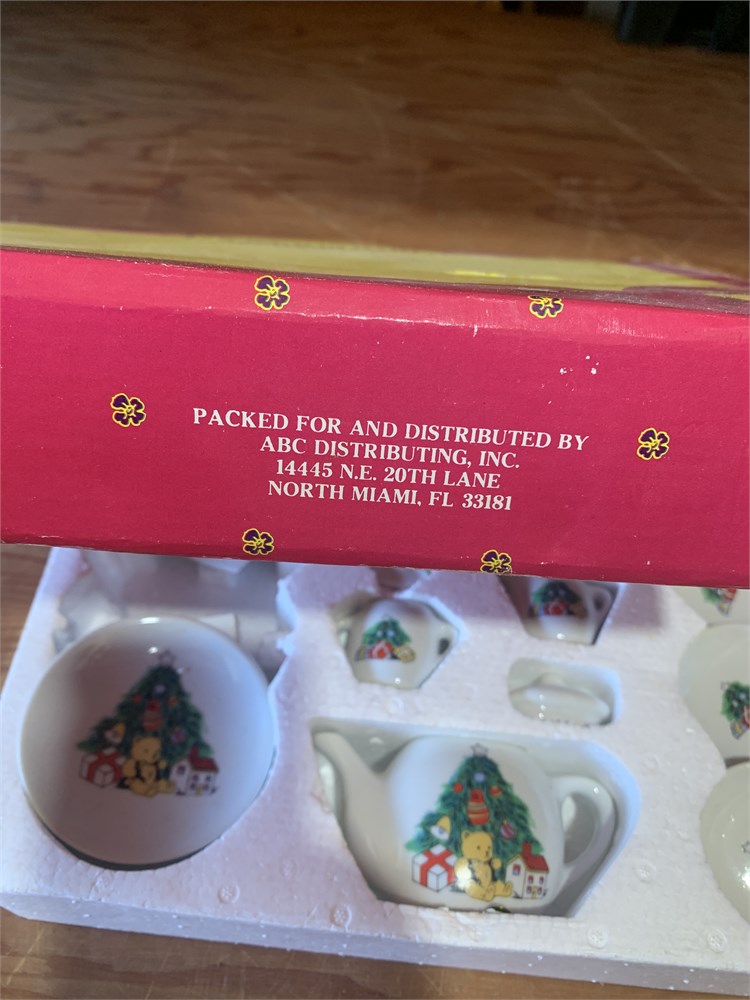 PACKED FOR AND DISTRIBUTED BY
ABC DISTRIBUTING, INC.
14445 N.E. 20TH LANE
NORTH MIAMI, FL 33181